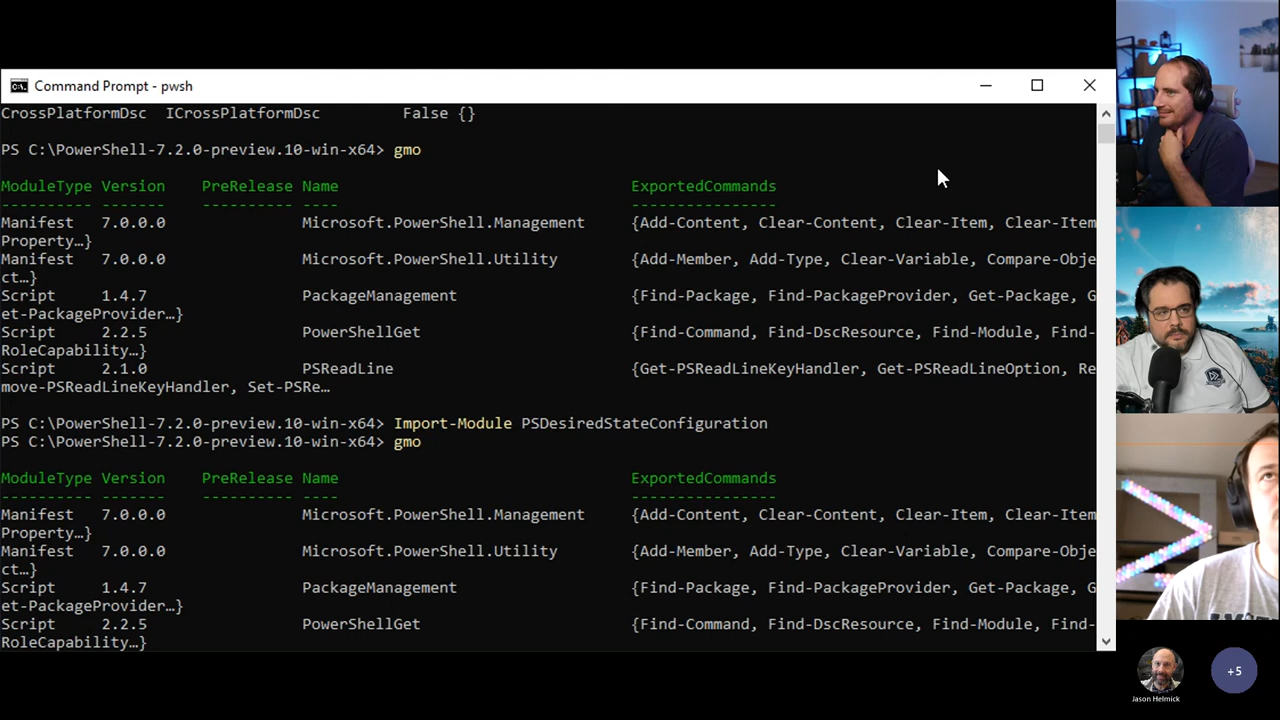 Command Prompt - pwsh
CrossPlatformDsc  ICrossPlatformDsc         False {}
PS C:\PowerShell-7.2.0-preview.10-win-x64> gmo
ModuleType Version    PreRelease Name                                ExportedCommands
---------- -------    ---------- ----                                ----------------
Manifest   7.0.0.0               Microsoft.PowerShell.Management     {Add-Content, Clear-Content, Clear-Item, Clear-Item
Property…}
Manifest   7.0.0.0               Microsoft.PowerShell.Utility        {Add-Member, Add-Type, Clear-Variable, Compare-Obje
ct…}
Script     1.4.7                 PackageManagement                   {Find-Package, Find-PackageProvider, Get-Package, G
et-PackageProvider…}
Script     2.2.5                 PowerShellGet                       {Find-Command, Find-DscResource, Find-Module, Find-
RoleCapability…}
Script     2.1.0                 PSReadLine                          {Get-PSReadLineKeyHandler, Get-PSReadLineOption, Re
move-PSReadLineKeyHandler, Set-PSRe…
PS C:\PowerShell-7.2.0-preview.10-win-x64> Import-Module PSDesiredStateConfiguration
PS C:\PowerShell-7.2.0-preview.10-win-x64> gmo
ModuleType Version    PreRelease Name                                ExportedCommands
---------- -------    ---------- ----                                ----------------
Manifest   7.0.0.0               Microsoft.PowerShell.Management     {Add-Content, Clear-Content, Clear-Item, Clear-Item
Property…}
Manifest   7.0.0.0               Microsoft.PowerShell.Utility        {Add-Member, Add-Type, Clear-Variable, Compare-Obje
ct…}
Script     1.4.7                 PackageManagement                   {Find-Package, Find-PackageProvider, Get-Package, G
et-PackageProvider…}
Script     2.2.5                 PowerShellGet                       {Find-Command, Find-DscResource, Find-Module, Find-
RoleCapability…}
Jason Helmick
+5